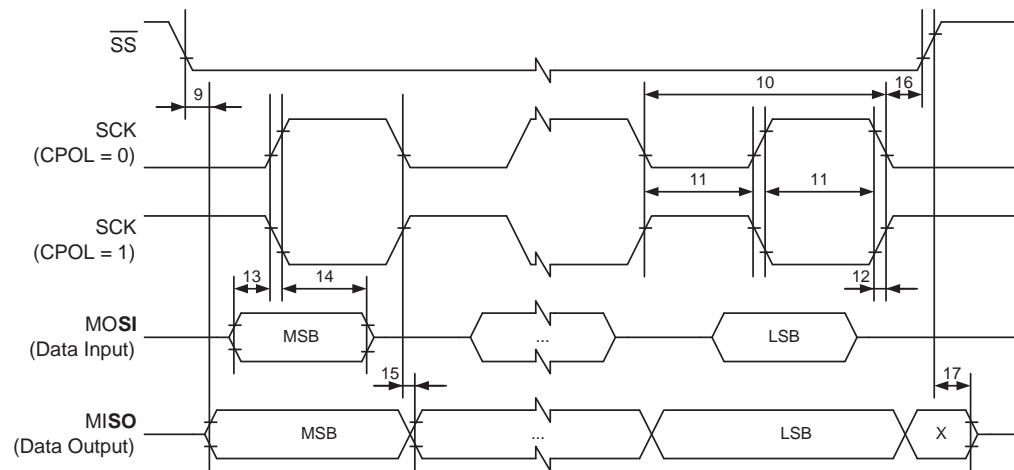 SS
10
9
16
SCK
(CPOL = 0)
11
11
SCK
(CPOL = 1)
13
14
12
MOSI
(Data Input)
MSB
...
LSB
15
17
MISO
(Data Output)
MSB
...
LSB
X